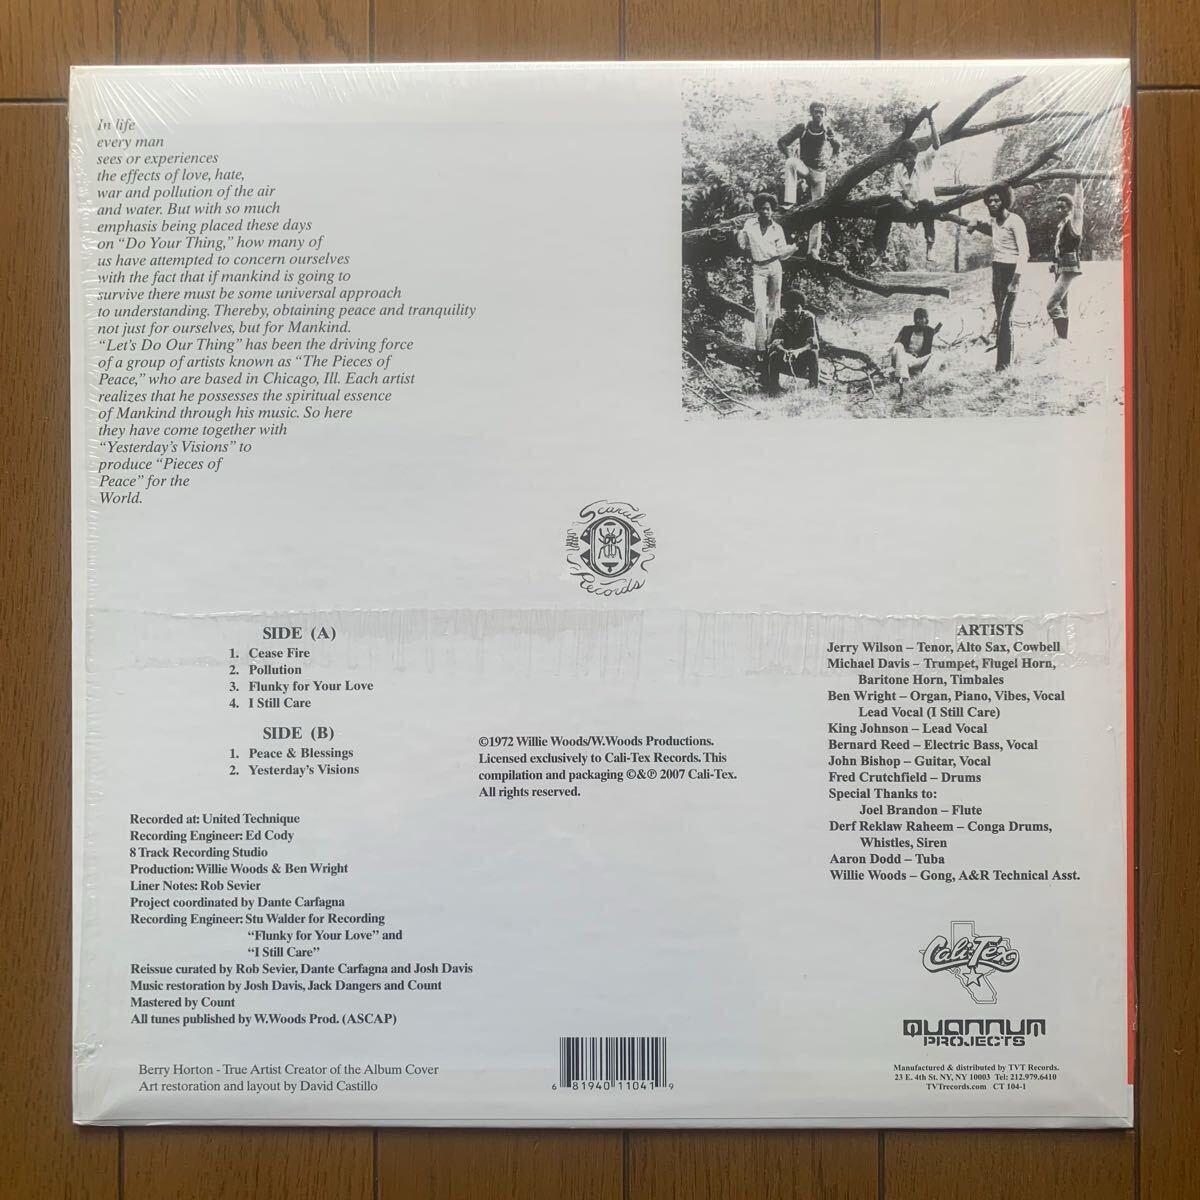 In life
every man
sees or experiences
the effects of love, hate,
war and pollution of the air
and water. But with so much
emphasis being placed these days
on “Do Your Thing,” how many of
us have attempted to concern ourselves
with the fact that if mankind is going to
survive there must be some universal approach
to understanding. Thereby, obtaining peace and tranquility
not just for ourselves, but for Mankind.
“Let's Do Our Thing” has been the driving force
of a group of artists known as “The Pieces of
Peace,” who are based in Chicago, Ill. Each artist
realizes that he possesses the spiritual essence
of Mankind through his music. So here
they have come together with
“Yesterday's Visions” to
produce “Pieces of
Peace” for the
World.
Scarab
Records
SIDE (A)
1. Cease Fire
2. Pollution
3. Flunky for Your Love
4. I Still Care
SIDE (B)
1. Peace & Blessings
2. Yesterday's Visions
Recorded at: United Technique
Recording Engineer: Ed Cody
8 Track Recording Studio
Production: Willie Woods & Ben Wright
Liner Notes: Rob Sevier
Project coordinated by Dante Carfagna
Recording Engineer: Stu Walder for Recording
“Flunky for Your Love” and
“I Still Care”
Reissue curated by Rob Sevier, Dante Carfagna and Josh Davis
Music restoration by Josh Davis, Jack Dangers and Count
Mastered by Count
All tunes published by W.Woods Prod. (ASCAP)
Berry Horton - True Artist Creator of the Album Cover
Art restoration and layout by David Castillo
©1972 Willie Woods/W.Woods Productions.
Licensed exclusively to Cali-Tex Records. This
compilation and packaging ©&℗ 2007 Cali-Tex.
All rights reserved.
6 81940 11041 9
ARTiSTS
Jerry Wilson – Tenor, Alto Sax, Cowbell
Michael Davis – Trumpet, Flugel Horn,
Baritone Horn, Timbales
Ben Wright – Organ, Piano, Vibes, Vocal
Lead Vocal (I Still Care)
King Johnson – Lead Vocal
Bernard Reed – Electric Bass, Vocal
John Bishop – Guitar, Vocal
Fred Crutchfield – Drums
Special Thanks to:
Joel Brandon – Flute
Derf Reklaw Raheem – Conga Drums,
Whistles, Siren
Aaron Dodd – Tuba
Willie Woods – Gong, A&R Technical Asst.
Cali-Tex
QUANNUM
PROJECTS
Manufactured & distributed by TVT Records.
23 E. 4th St. NY, NY 10003 Tel: 212.979.6410
TVTrecords.com CT 104-1